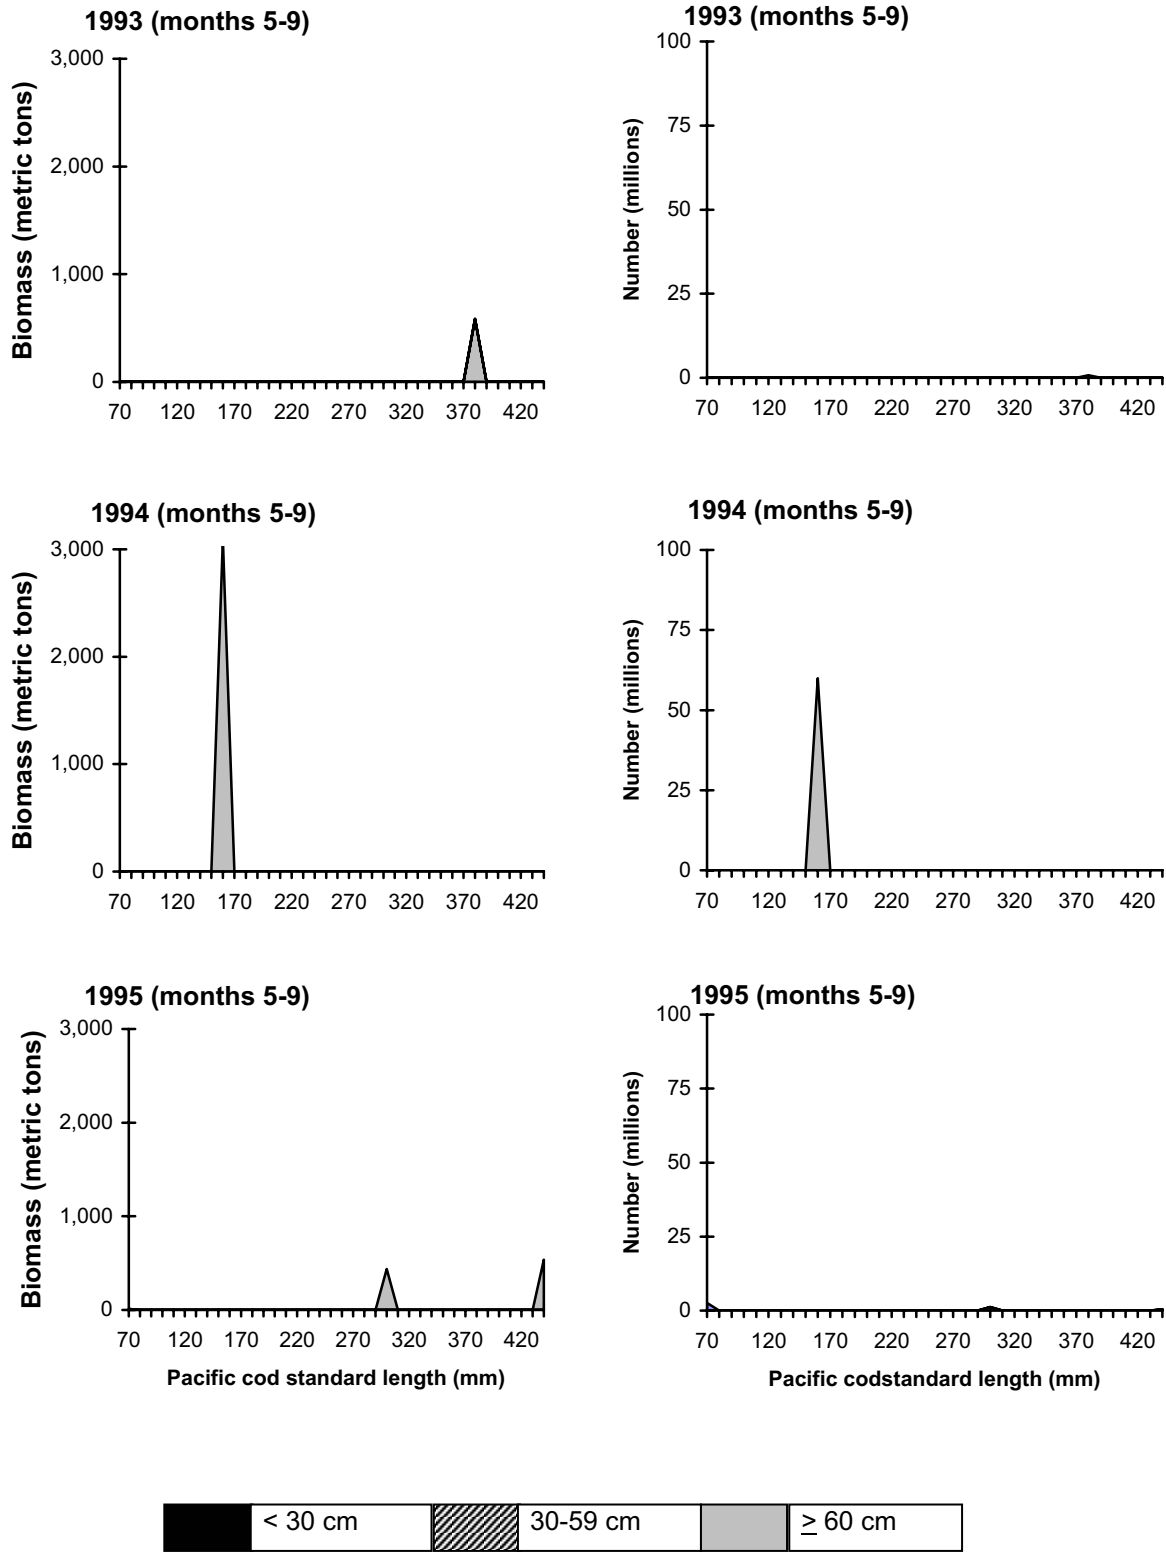 1993 (months 5-9)
3,000
2,000
1,000
0
Biomass (metric tons)
70 120 170 220 270 320 370 420
1993 (months 5-9)
100
75
50
25
0
Number (millions)
70 120 170 220 270 320 370 420
1994 (months 5-9)
3,000
2,000
1,000
0
Biomass (metric tons)
70 120 170 220 270 320 370 420
1994 (months 5-9)
100
75
50
25
0
Number (millions)
70 120 170 220 270 320 370 420
1995 (months 5-9)
3,000
2,000
1,000
0
Biomass (metric tons)
70 120 170 220 270 320 370 420
Pacific cod standard length (mm)
1995 (months 5-9)
100
75
50
25
0
Number (millions)
70 120 170 220 270 320 370 420
Pacific codstandard length (mm)
< 30 cm 30-59 cm ≥ 60 cm